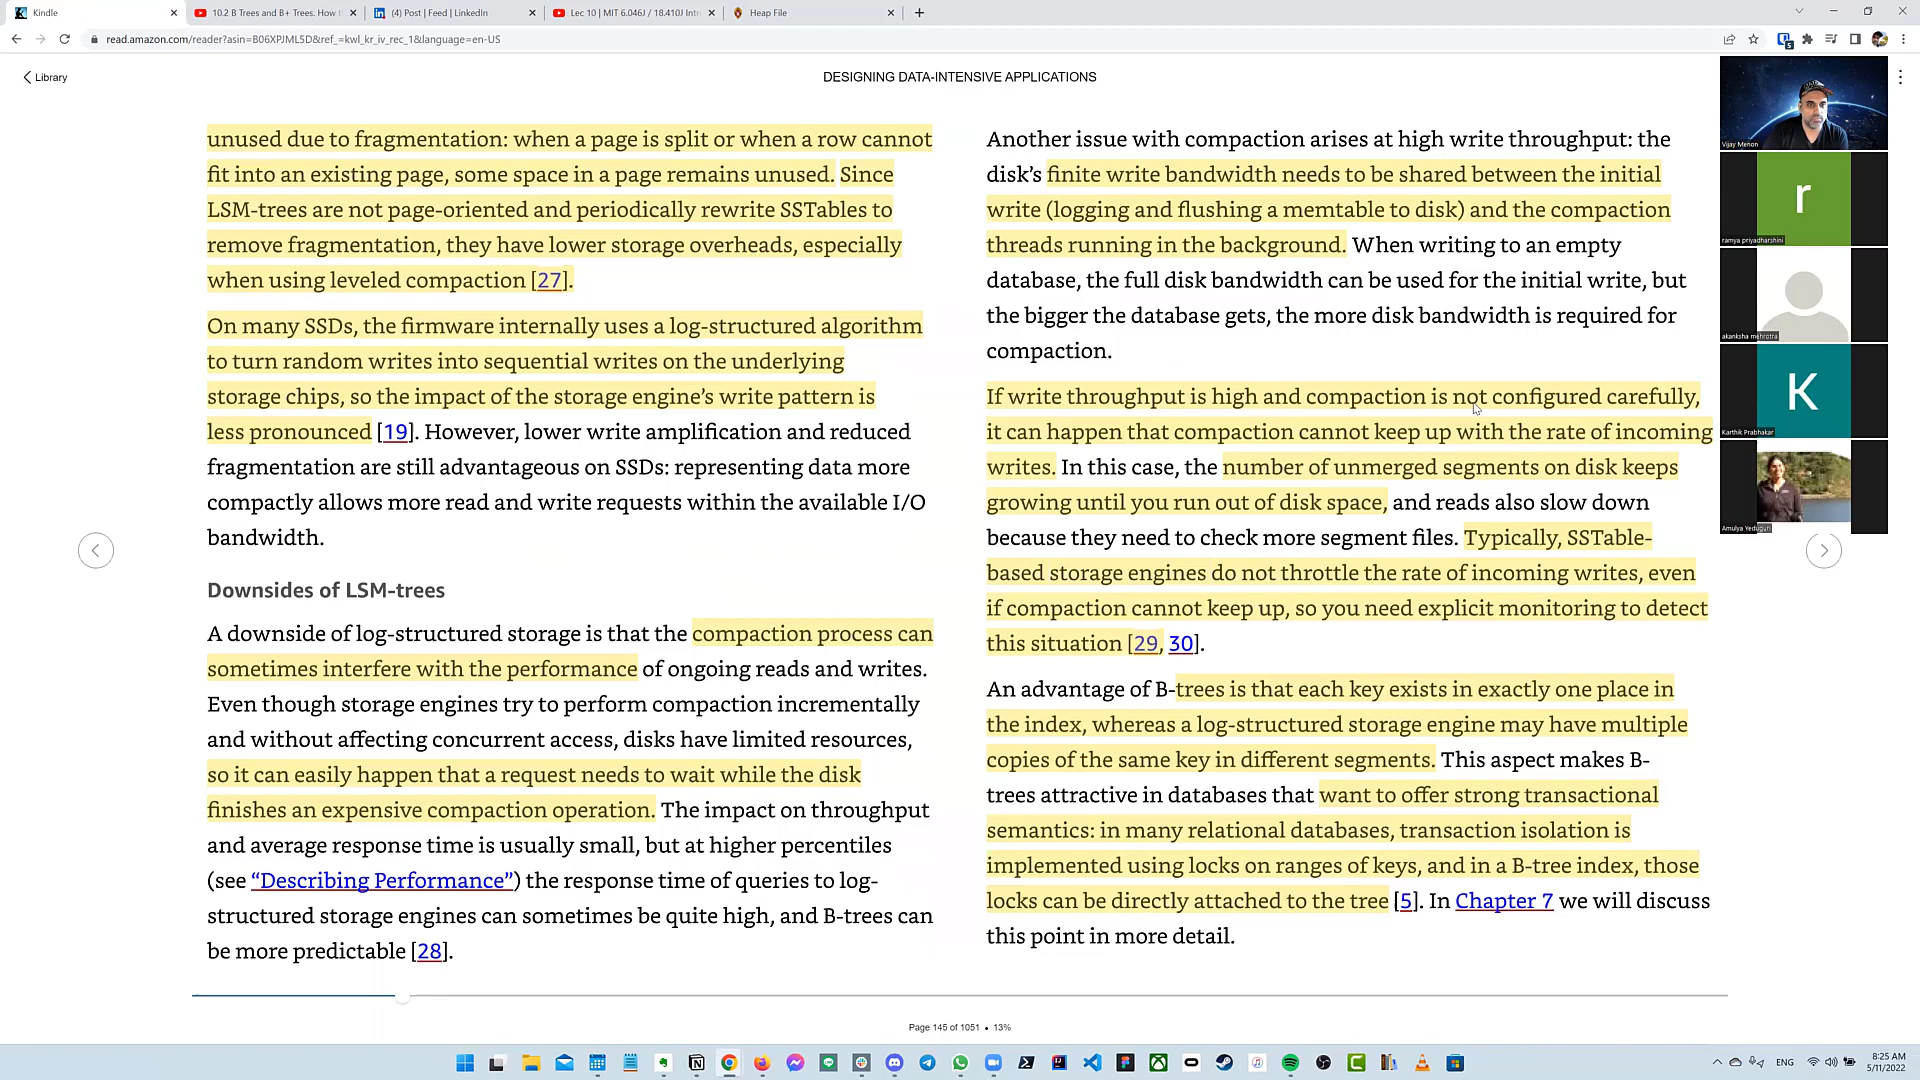 Kindle
10.2 B Trees and B+ Trees. How t
(4) Post | Feed | LinkedIn
Lec 10 | MIT 6.046J / 18.410J Intr
Heap File
read.amazon.com/reader?asin=B06XPJML5D&ref_=kwl_kr_iv_rec_1&language=en-US
Library
DESIGNING DATA-INTENSIVE APPLICATIONS
unused due to fragmentation: when a page is split or when a row cannot
fit into an existing page, some space in a page remains unused. Since
LSM-trees are not page-oriented and periodically rewrite SSTables to
remove fragmentation, they have lower storage overheads, especially
when using leveled compaction [27].
On many SSDs, the firmware internally uses a log-structured algorithm
to turn random writes into sequential writes on the underlying
storage chips, so the impact of the storage engine’s write pattern is
less pronounced [19]. However, lower write amplification and reduced
fragmentation are still advantageous on SSDs: representing data more
compactly allows more read and write requests within the available I/O
bandwidth.
Downsides of LSM-trees
A downside of log-structured storage is that the compaction process can
sometimes interfere with the performance of ongoing reads and writes.
Even though storage engines try to perform compaction incrementally
and without affecting concurrent access, disks have limited resources,
so it can easily happen that a request needs to wait while the disk
finishes an expensive compaction operation. The impact on throughput
and average response time is usually small, but at higher percentiles
(see “Describing Performance”) the response time of queries to log-
structured storage engines can sometimes be quite high, and B-trees can
be more predictable [28].
Another issue with compaction arises at high write throughput: the
disk’s finite write bandwidth needs to be shared between the initial
write (logging and flushing a memtable to disk) and the compaction
threads running in the background. When writing to an empty
database, the full disk bandwidth can be used for the initial write, but
the bigger the database gets, the more disk bandwidth is required for
compaction.
If write throughput is high and compaction is not configured carefully,
it can happen that compaction cannot keep up with the rate of incoming
writes. In this case, the number of unmerged segments on disk keeps
growing until you run out of disk space, and reads also slow down
because they need to check more segment files. Typically, SSTable-
based storage engines do not throttle the rate of incoming writes, even
if compaction cannot keep up, so you need explicit monitoring to detect
this situation [29, 30].
An advantage of B-trees is that each key exists in exactly one place in
the index, whereas a log-structured storage engine may have multiple
copies of the same key in different segments. This aspect makes B-
trees attractive in databases that want to offer strong transactional
semantics: in many relational databases, transaction isolation is
implemented using locks on ranges of keys, and in a B-tree index, those
locks can be directly attached to the tree [5]. In Chapter 7 we will discuss
this point in more detail.
Vijay Menon
r
ramya priyadharshini
akanksha mehrotra
K
Karthik Prabhakar
Amulya Yeduguri
Page 145 of 1051 • 13%
ENG
8:25 AM
5/11/2022